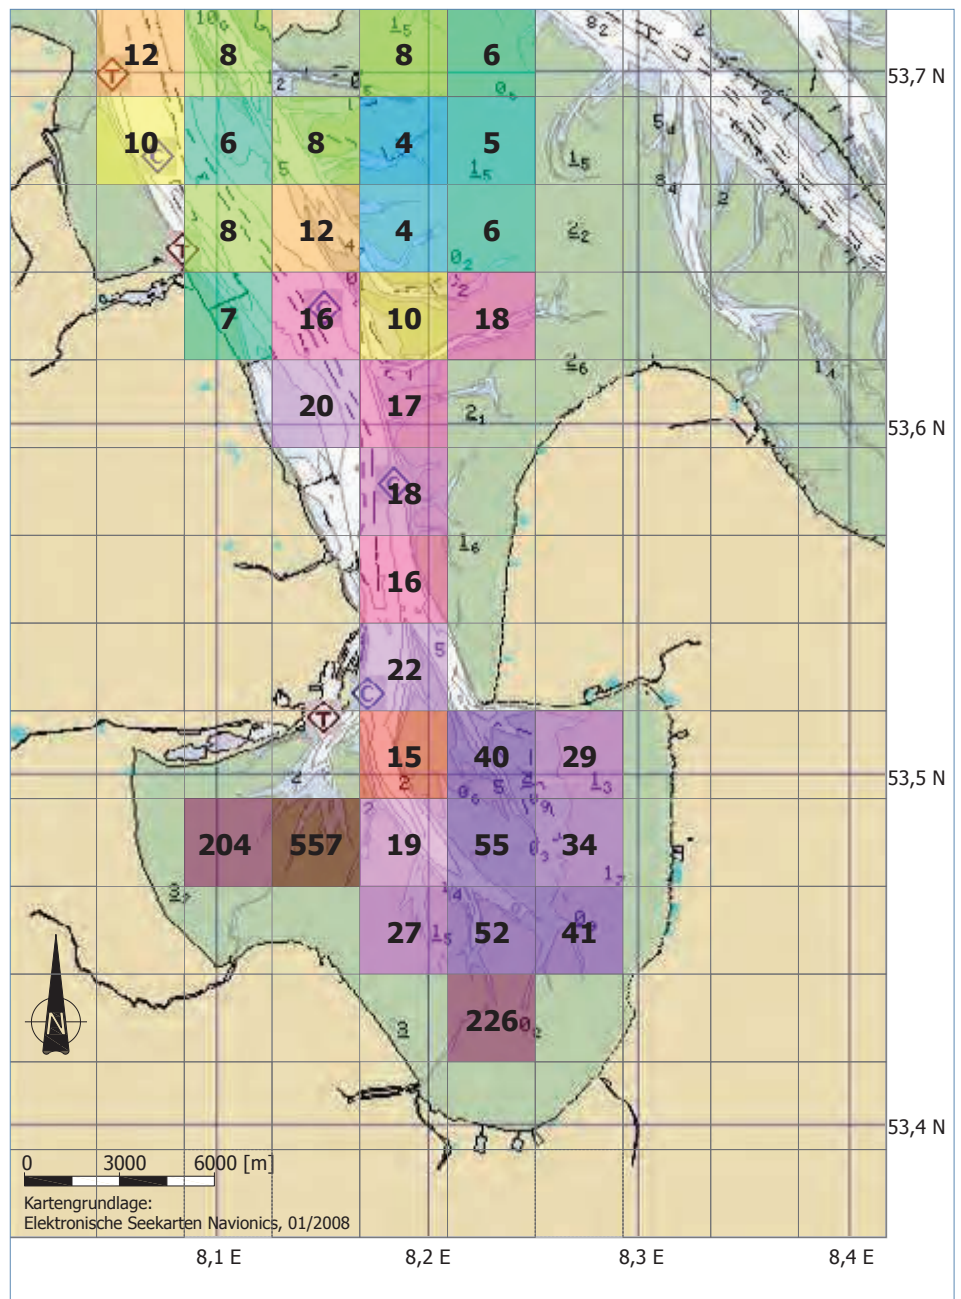 12 8 8 6
53,7 N
10 6 8 4 5
8 12 4 6
7 16 10 18
20 17
53,6 N
18
16
22
15 40 29
53,5 N
204 557 19 55 34
27 52 41
N
226
53,4 N
0 3000 6000 [m]
Kartengrundlage:
Elektronische Seekarten Navionics, 01/2008
8,1 E 8,2 E 8,3 E 8,4 E